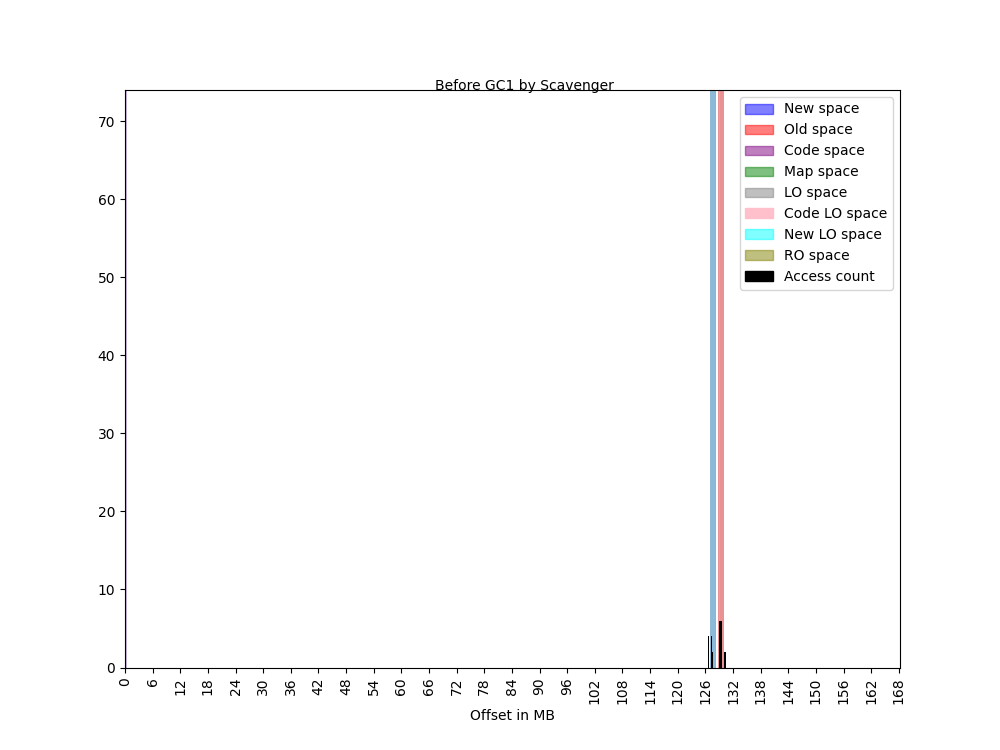 Before GC1 by Scavenger
70
60
50
40
30
20
10
0
New space
Old space
Code space
Map space
LO space
Code LO space
New LO space
RO space
Access count
0 6 12 18 24 30 36 42 48 54 60 66 72 78 84 90 96 102 108 114 120 126 132 138 144 150 156 162 168
Offset in MB